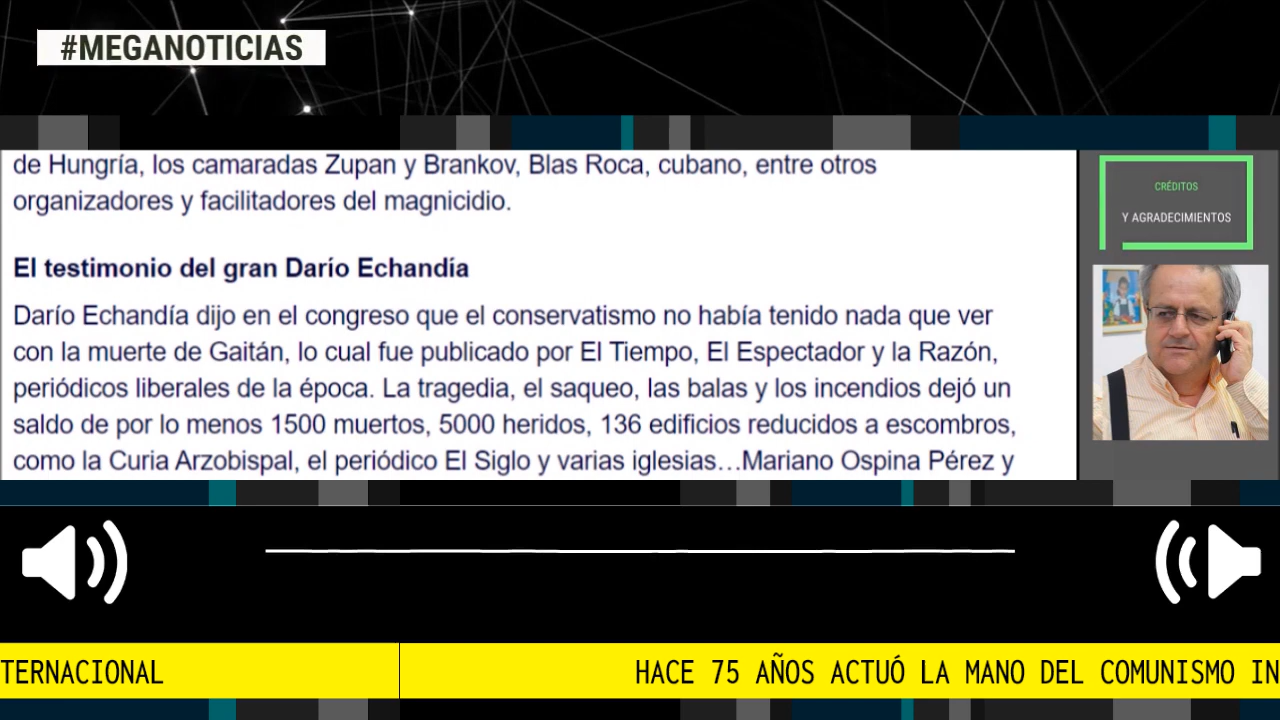 #MEGANOTICIAS
de Hungría, los camaradas Zupan y Brankov, Blas Roca, cubano, entre otros
organizadores y facilitadores del magnicidio.
El testimonio del gran Darío Echandía
Darío Echandía dijo en el congreso que el conservatismo no había tenido nada que ver
con la muerte de Gaitán, lo cual fue publicado por El Tiempo, El Espectador y la Razón,
periódicos liberales de la época. La tragedia, el saqueo, las balas y los incendios dejó un
saldo de por lo menos 1500 muertos, 5000 heridos, 136 edificios reducidos a escombros,
como la Curia Arzobispal, el periódico El Siglo y varias iglesias…Mariano Ospina Pérez y
CRÉDITOS
Y AGRADECIMIENTOS
TERNACIONAL
HACE 75 AÑOS ACTUÓ LA MANO DEL COMUNISMO IN